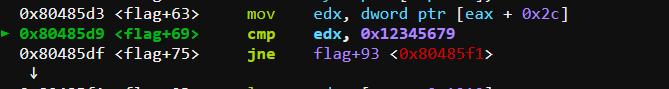 0x80485d3 <flag+63> mov edx, dword ptr [eax + 0x2c]
► 0x80485d9 <flag+69> cmp edx, 0x12345679
0x80485df <flag+75> jne flag+93 <0x80485f1>
↓